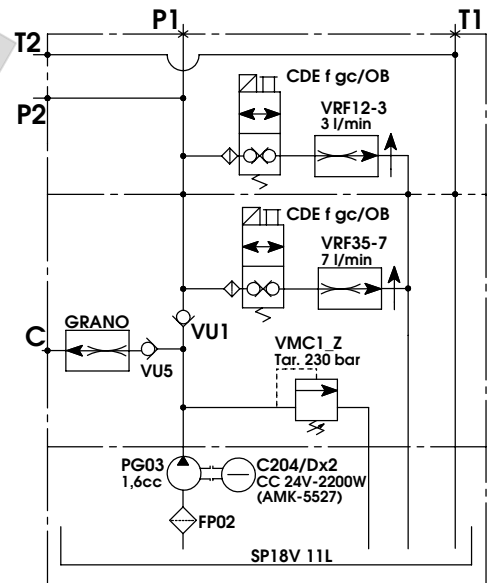 P1
T1
T2
CDE f gc/OB
P2
VRF12-3
3 l/min
CDE f gc/OB
VRF35-7
7 l/min
GRANO
C
VU1
VU5
VMC1_Z
Tar. 230 bar
PG03
1,6cc
C204/Dx2
CC 24V-2200W
(AMK-5527)
FP02
SP18V 11L